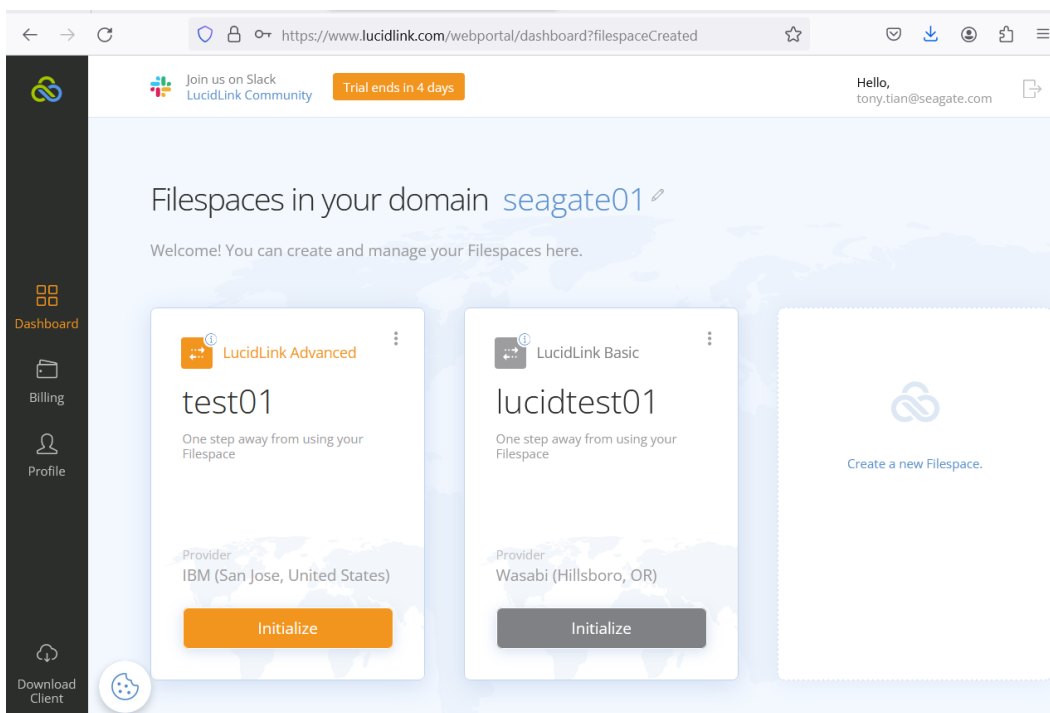 https://www.lucidlink.com/webportal/dashboard?filespaceCreated
Join us on Slack
LucidLink Community
Trial ends in 4 days
Hello,
tony.tian@seagate.com
Filespaces in your domain seagate01
Welcome! You can create and manage your Filespaces here.
Dashboard
Billing
Profile
Download
Client
LucidLink Advanced
test01
One step away from using your
Filespace
Provider
IBM (San Jose, United States)
Initialize
LucidLink Basic
lucidtest01
One step away from using your
Filespace
Provider
Wasabi (Hillsboro, OR)
Initialize
Create a new Filespace.